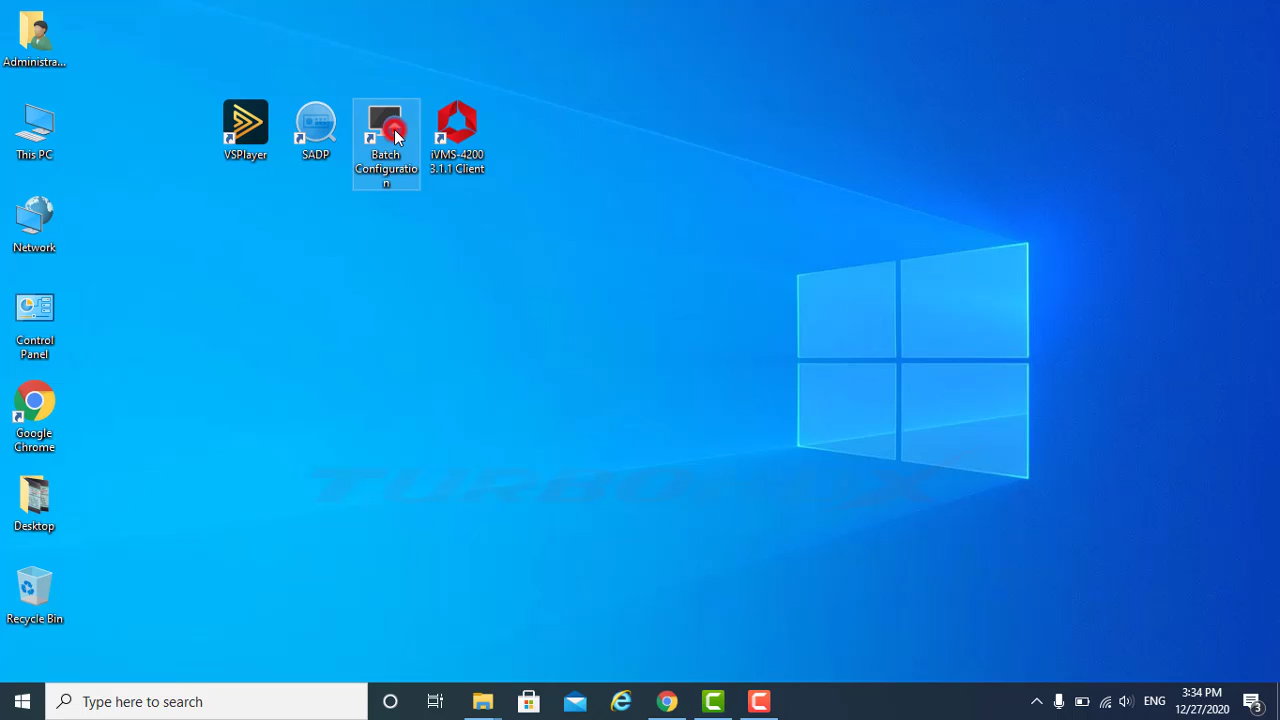 Administra...
This PC
Network
Control
Panel
Google
Chrome
Desktop
Recycle Bin
VSPlayer
SADP
Batch
Configuratio
n
iVMS-4200
3.1.1 Client
Type here to search
ENG
3:34 PM
12/27/2020
3